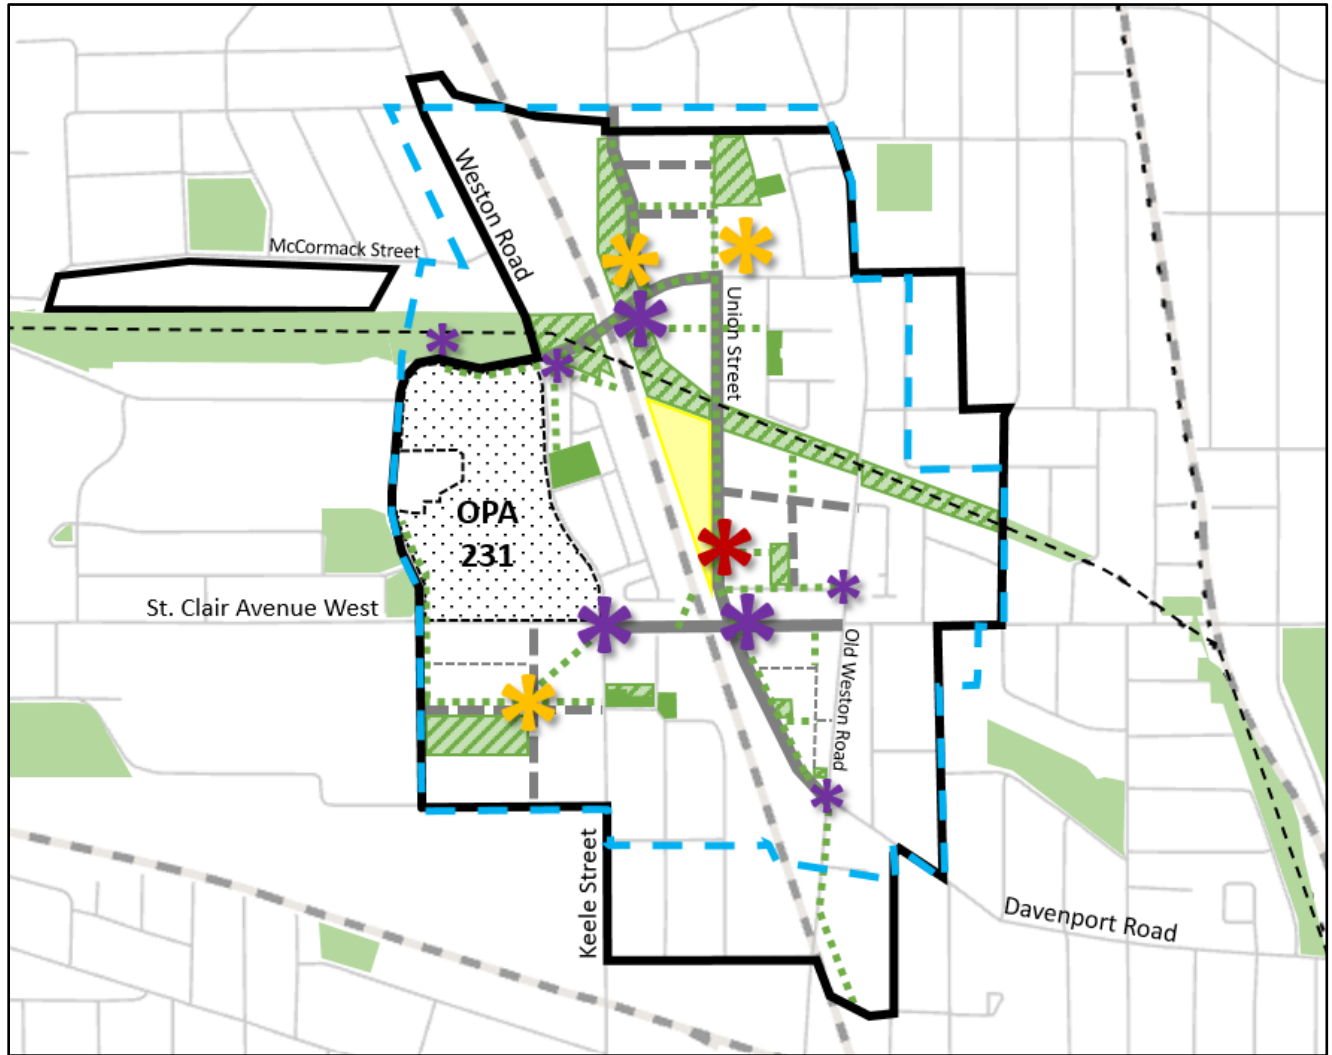 Weston Road
McCormack Street
Union Street
OPA
231
St. Clair Avenue West
Old Weston Road
Keele Street
Davenport Road